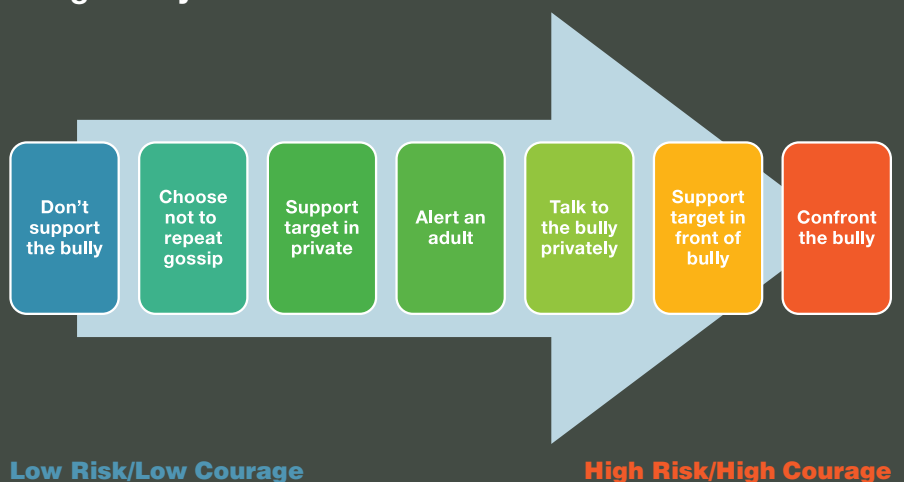 Don't
support
the bully
Choose
not to
repeat
gossip
Support
target in
private
Alert an
adult
Talk to
the bully
privately
Support
target in
front of
bully
Confront
the bully
Low Risk/Low Courage
High Risk/High Courage